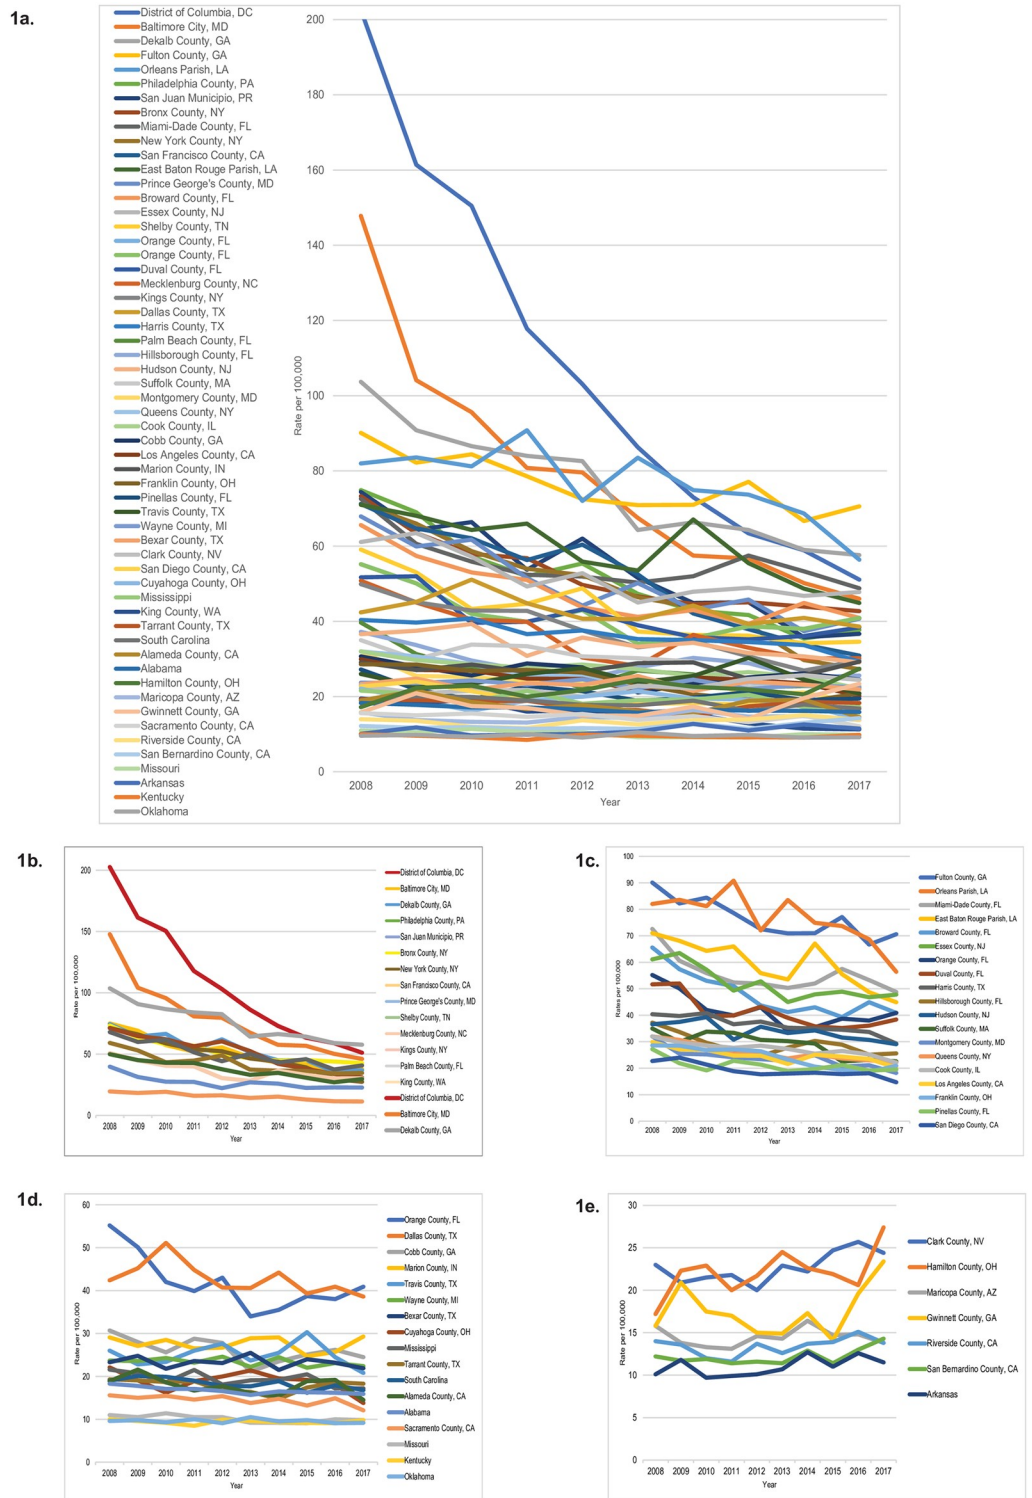 1a.
District of Columbia, DC
Baltimore City, MD
Dekalb County, GA
Fulton County, GA
Orleans Parish, LA
Philadelphia County, PA
San Juan Municipio, PR
Bronx County, NY
Miami-Dade County, FL
New York County, NY
San Francisco County, CA
East Baton Rouge Parish, LA
Prince George's County, MD
Broward County, FL
Essex County, NJ
Shelby County, TN
Orange County, FL
Orange County, FL
Duval County, FL
Mecklenburg County, NC
Kings County, NY
Dallas County, TX
Harris County, TX
Palm Beach County, FL
Hillsborough County, FL
Hudson County, NJ
Suffolk County, MA
Montgomery County, MD
Queens County, NY
Cook County, IL
Cobb County, GA
Los Angeles County, CA
Marion County, IN
Franklin County, OH
Pinellas County, FL
Travis County, TX
Wayne County, MI
Bexar County, TX
Clark County, NV
San Diego County, CA
Cuyahoga County, OH
Mississippi
King County, WA
Tarrant County, TX
South Carolina
Alameda County, CA
Alabama
Hamilton County, OH
Maricopa County, AZ
Gwinnett County, GA
Sacramento County, CA
Riverside County, CA
San Bernardino County, CA
Missouri
Arkansas
Kentucky
Oklahoma
200
180
160
140
120
100
80
60
40
20
0
Rate per 100,000
2008 2009 2010 2011 2012 2013 2014 2015 2016 2017
Year
1b.
200
150
100
50
0
Rate per 100,000
2008 2009 2010 2011 2012 2013 2014 2015 2016 2017
Year
District of Columbia, DC
Baltimore City, MD
Dekalb County, GA
Philadelphia County, PA
San Juan Municipio, PR
Bronx County, NY
New York County, NY
San Francisco County, CA
Prince George's County, MD
Shelby County, TN
Mecklenburg County, NC
Kings County, NY
Palm Beach County, FL
King County, WA
District of Columbia, DC
Baltimore City, MD
Dekalb County, GA
1c.
100
90
80
70
60
50
40
30
20
10
0
Rates per 100,000
2008 2009 2010 2011 2012 2013 2014 2015 2016 2017
Year
Fulton County, GA
Orleans Parish, LA
Miami-Dade County, FL
East Baton Rouge Parish, LA
Broward County, FL
Essex County, NJ
Orange County, FL
Duval County, FL
Harris County, TX
Hillsborough County, FL
Hudson County, NJ
Suffolk County, MA
Montgomery County, MD
Queens County, NY
Cook County, IL
Los Angeles County, CA
Franklin County, OH
Pinellas County, FL
San Diego County, CA
1d.
60
50
40
30
20
10
0
Rate per 100,000
2008 2009 2010 2011 2012 2013 2014 2015 2016 2017
Year
Orange County, FL
Dallas County, TX
Cobb County, GA
Marion County, IN
Travis County, TX
Wayne County, MI
Bexar County, TX
Cuyahoga County, OH
Mississippi
Tarrant County, TX
South Carolina
Alameda County, CA
Alabama
Sacramento County, CA
Missouri
Kentucky
Oklahoma
1e.
30
25
20
15
10
5
0
Rate per 100,000
2008 2009 2010 2011 2012 2013 2014 2015 2016 2017
Year
Clark County, NV
Hamilton County, OH
Maricopa County, AZ
Gwinnett County, GA
Riverside County, CA
San Bernardino County, CA
Arkansas